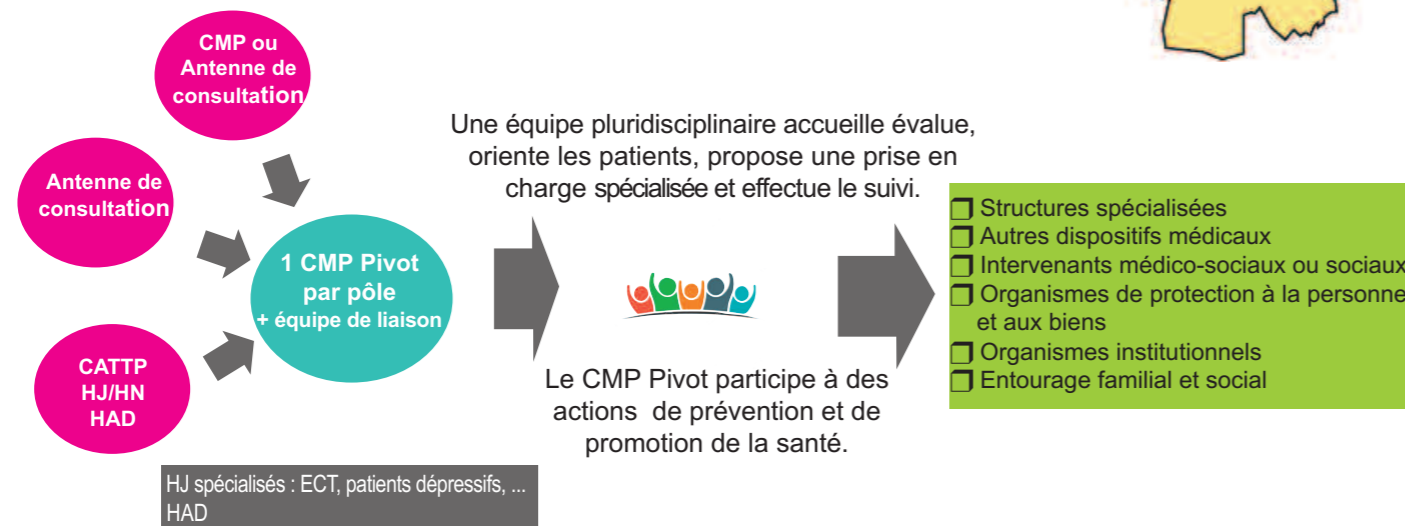 CMP ou
Antenne de
consultation
Antenne de
consultation
CATTP
HJ/HN
HAD
1 CMP Pivot
par pôle
+ équipe de liaison
HJ spécialisés : ECT, patients dépressifs, ...
HAD
Une équipe pluridisciplinaire accueille évalue,
oriente les patients, propose une prise en
charge spécialisée et effectue le suivi.
Le CMP Pivot participe à des
actions de prévention et de
promotion de la santé.
❒ Structures spécialisées
❒ Autres dispositifs médicaux
❒ Intervenants médico-sociaux ou sociaux
❒ Organismes de protection à la personne
et aux biens
❒ Organismes institutionnels
❒ Entourage familial et social